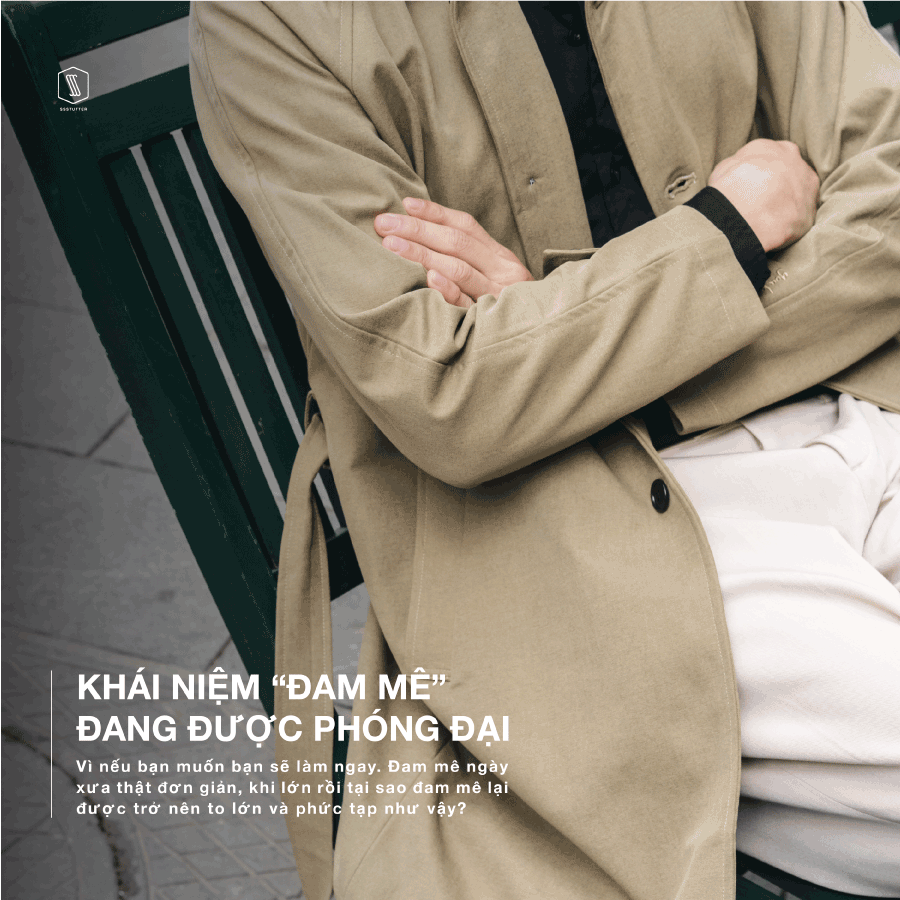 SSSTUTTER
KHÁI NIỆM “ĐAM MÊ”
ĐANG ĐƯỢC PHÓNG ĐẠI
Vì nếu bạn muốn bạn sẽ làm ngay. Đam mê ngày
xưa thật đơn giản, khi lớn rồi tại sao đam mê lại
được trở nên to lớn và phức tạp như vậy?